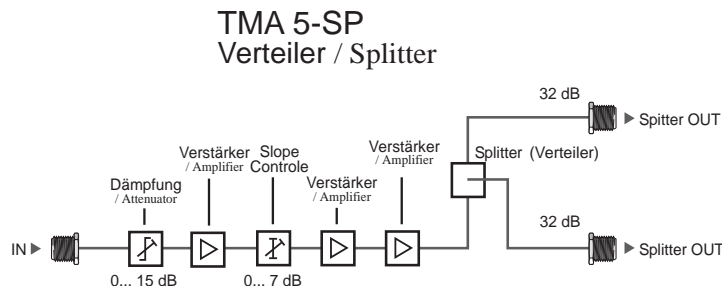 TMA 5-SP
Verteiler / Splitter
32 dB
Spitter OUT
Verstärker
/ Amplifier
Slope
Controle
Verstärker
/ Amplifier
Splitter (Verteiler)
Dämpfung
/ Attenuator
Verstärker
/ Amplifier
32 dB
IN
Splitter OUT
0... 15 dB
0... 7 dB